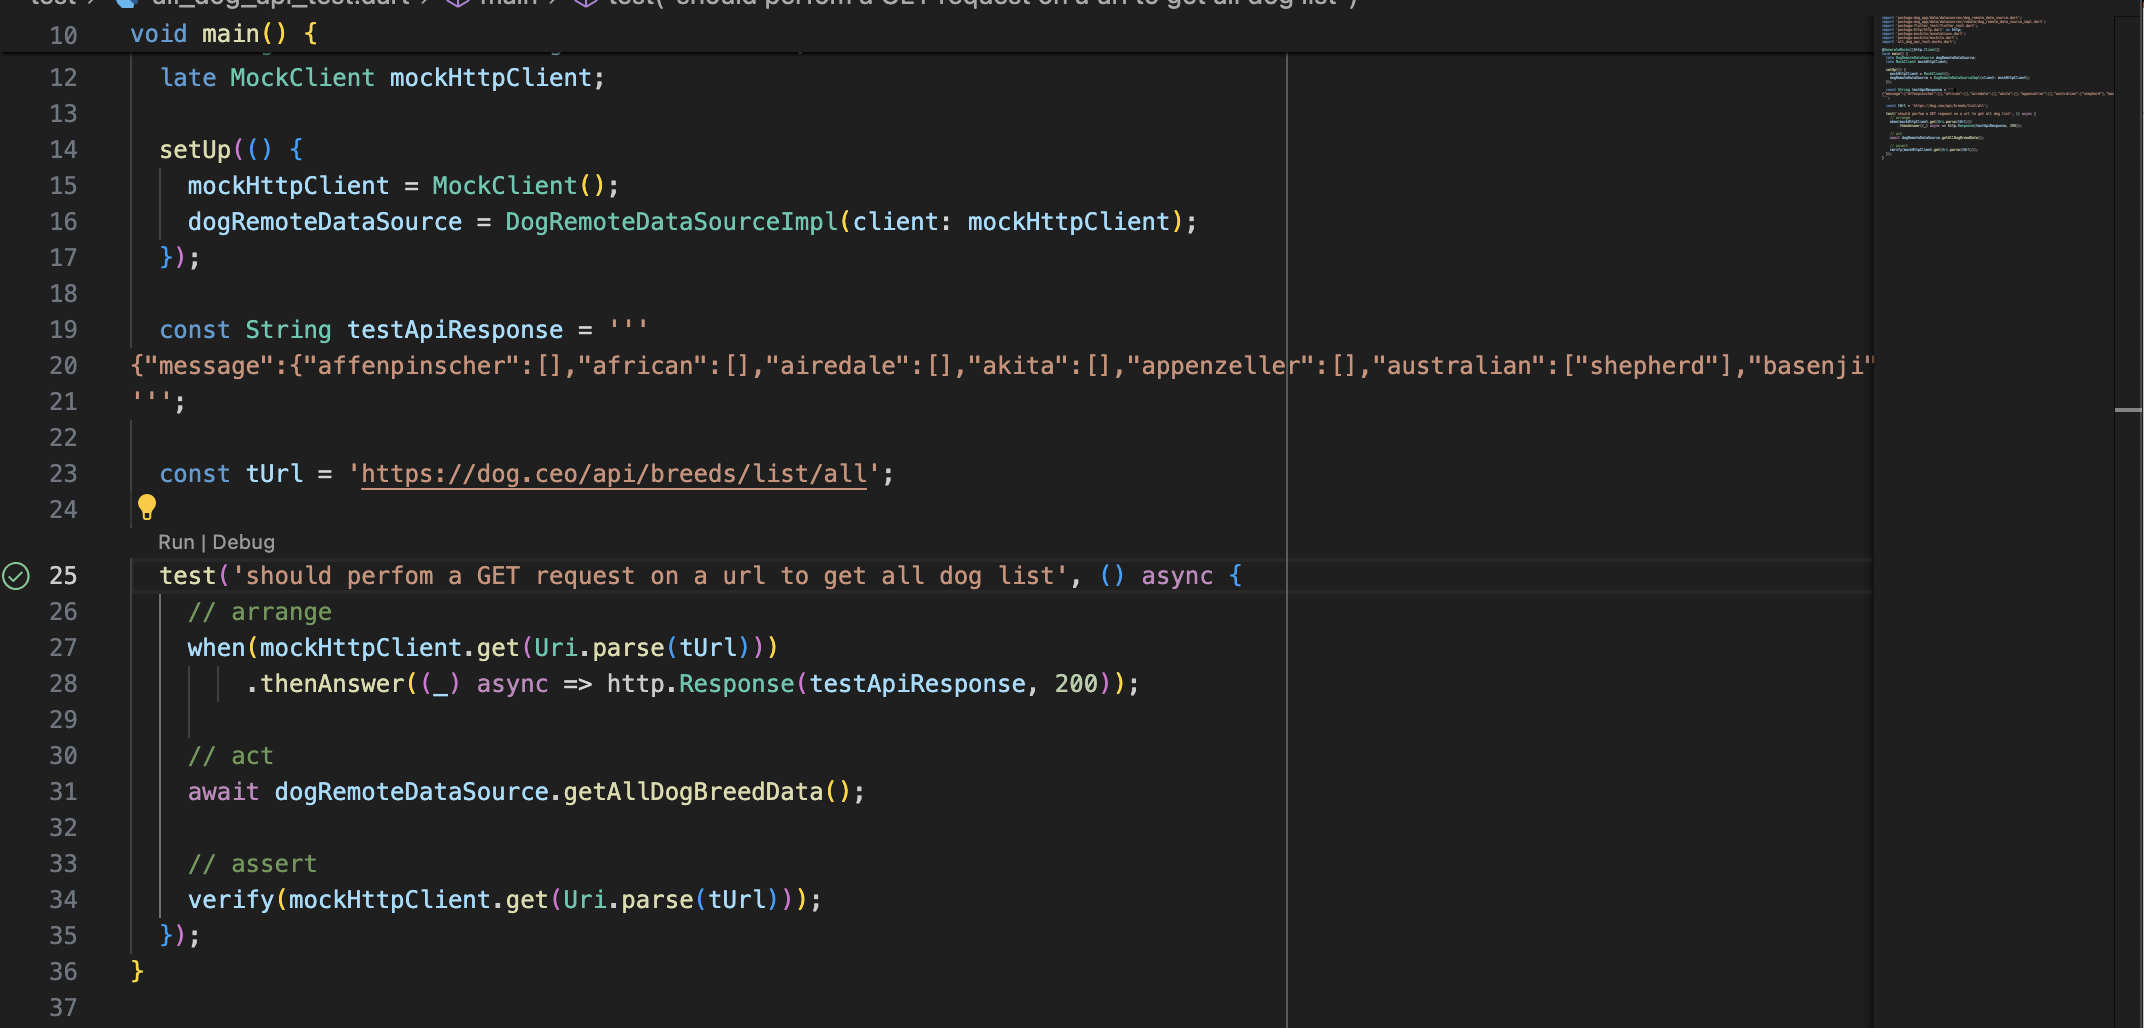 test > all_dog_api_test.dart > main > test('should perfom a GET request on a url to get all dog list')
10 void main() {
12 late MockClient mockHttpClient;
13
14 setUp(() {
15 mockHttpClient = MockClient();
16 dogRemoteDataSource = DogRemoteDataSourceImpl(client: mockHttpClient);
17 });
18
19 const String testApiResponse = '''
20 {"message":{"affenpinscher":[],"african":[],"airedale":[],"akita":[],"appenzeller":[],"australian":["shepherd"],"basenji"
21 ''';
22
23 const tUrl = 'https://dog.ceo/api/breeds/list/all';
24
Run | Debug
25 test('should perfom a GET request on a url to get all dog list', () async {
26 // arrange
27 when(mockHttpClient.get(Uri.parse(tUrl)))
28 .thenAnswer((_) async => http.Response(testApiResponse, 200));
29
30 // act
31 await dogRemoteDataSource.getAllDogBreedData();
32
33 // assert
34 verify(mockHttpClient.get(Uri.parse(tUrl)));
35 });
36 }
37